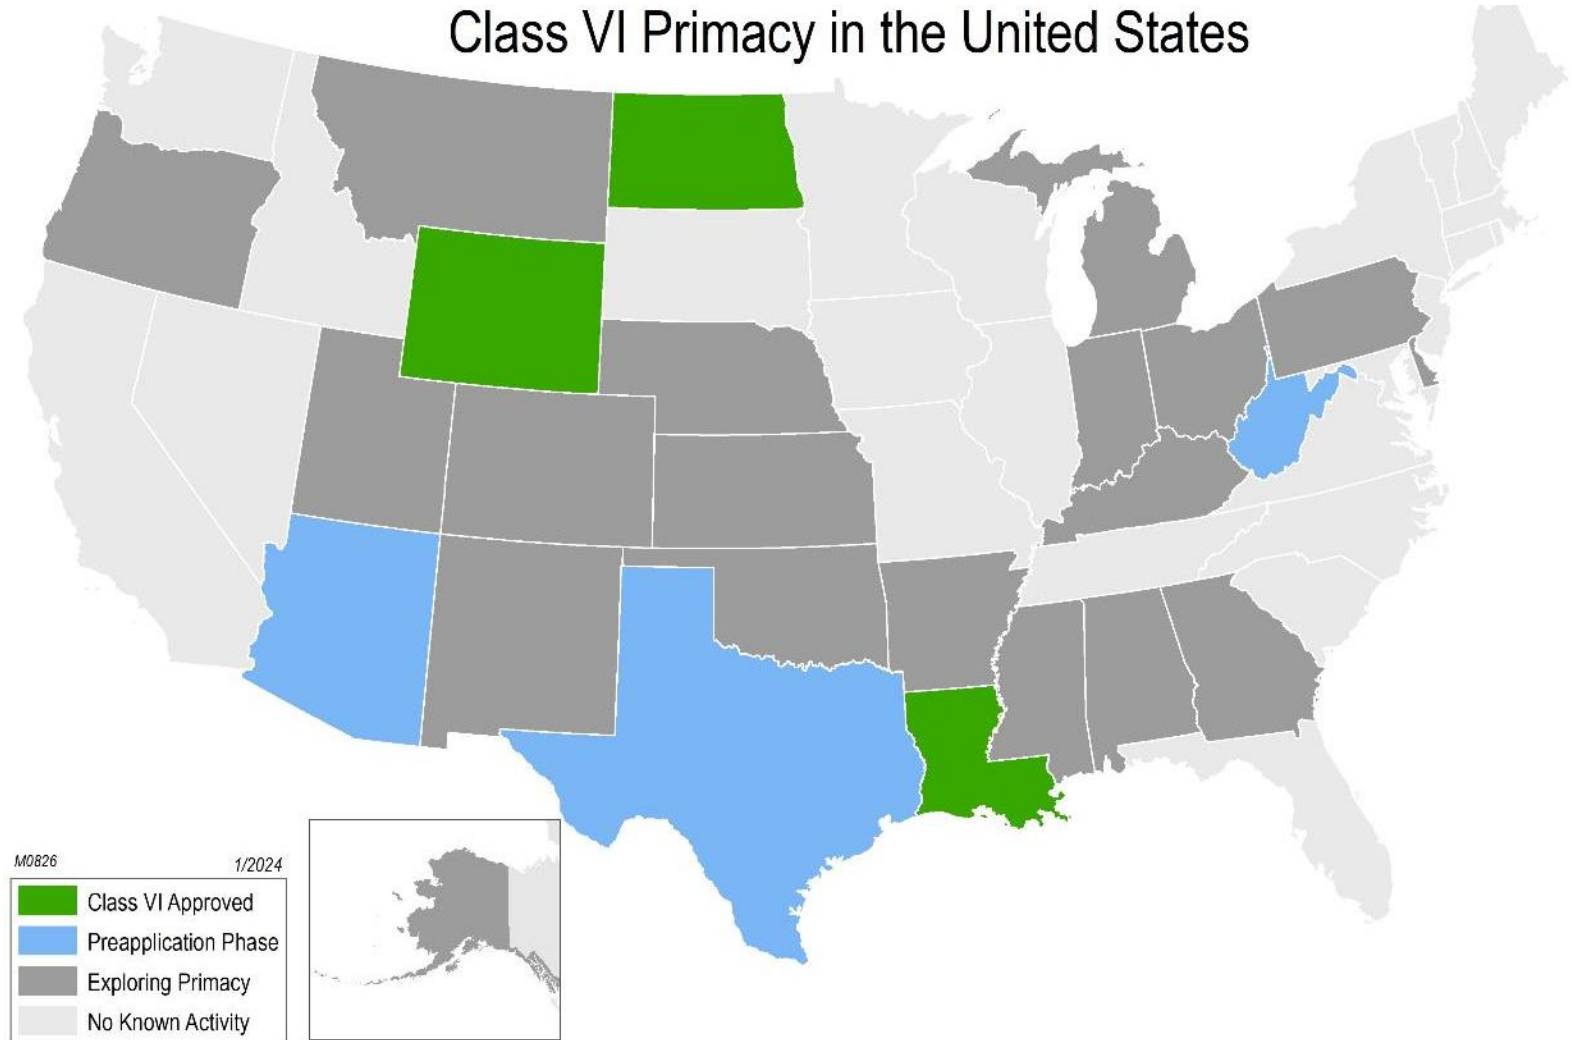 Class VI Primacy in the United States
M0826 1/2024
Class VI Approved
Preapplication Phase
Exploring Primacy
No Known Activity